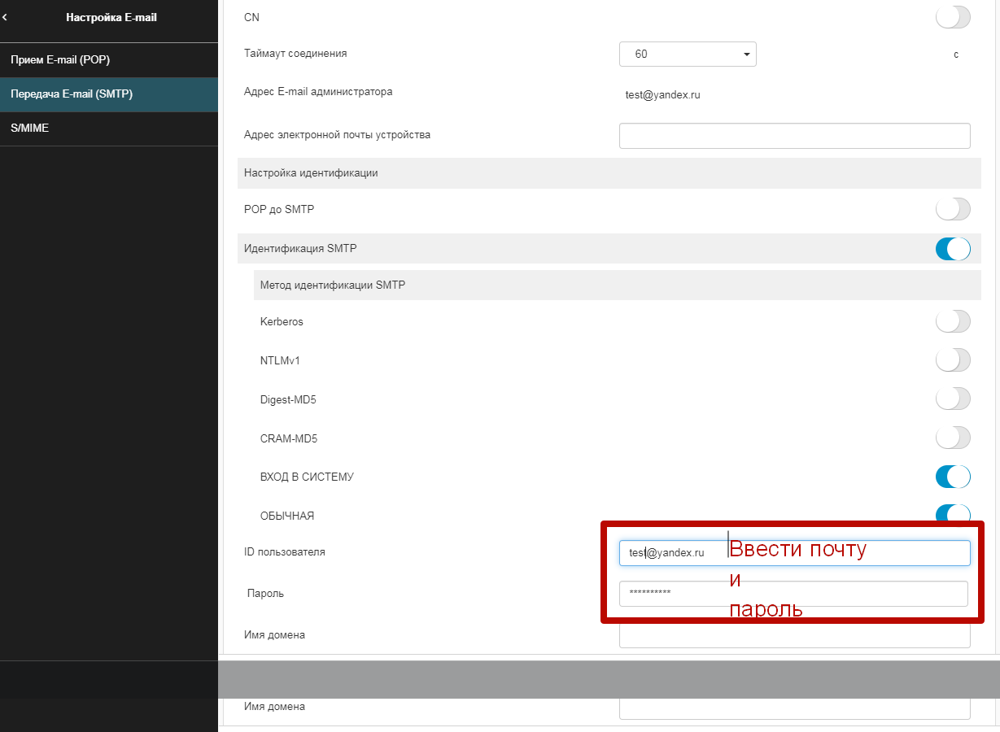 Настройка E-mail
Прием E-mail (POP)
Передача E-mail (SMTP)
S/MIME
CN
Таймаут соединения
60
с
Адрес E-mail администратора
test@yandex.ru
Адрес электронной почты устройства
Настройка идентификации
POP до SMTP
Идентификация SMTP
Метод идентификации SMTP
Kerberos
NTLMv1
Digest-MD5
CRAM-MD5
ВХОД В СИСТЕМУ
ОБЫЧНАЯ
ID пользователя
test@yandex.ru
Ввести почту
и
пароль
Пароль
**********
Имя домена
Имя домена